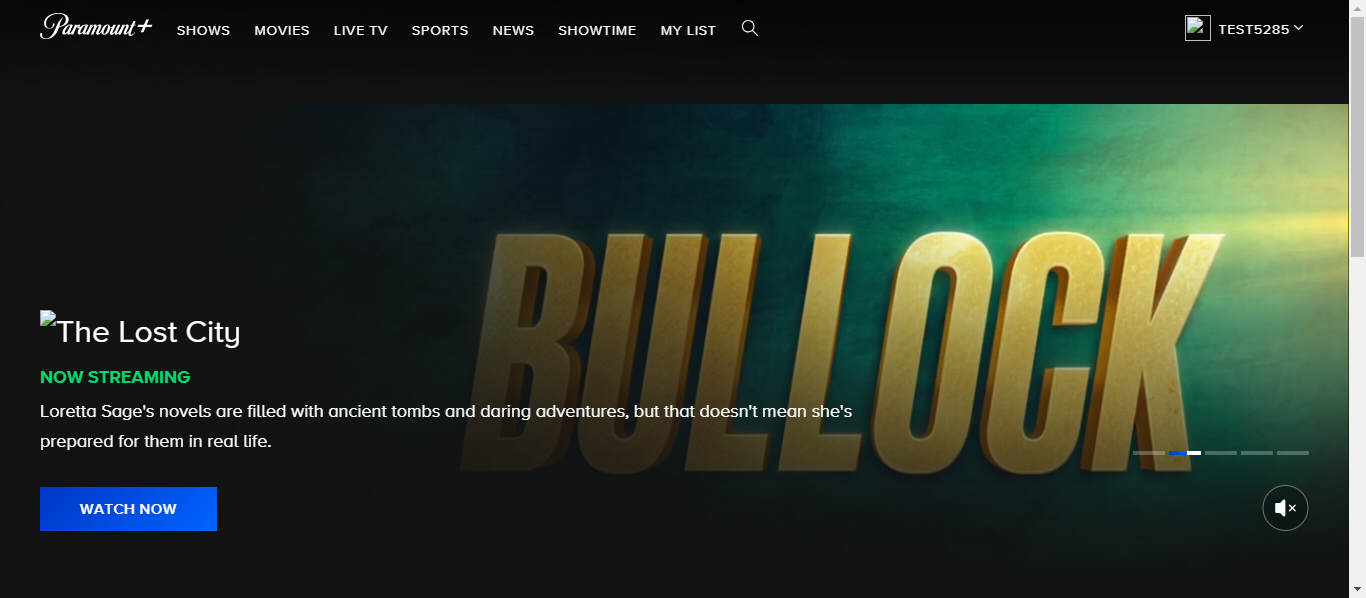 Paramount+
SHOWS
MOVIES
LIVE TV
SPORTS
NEWS
SHOWTIME
MY LIST
TEST5285
BULLOCK
The Lost City
NOW STREAMING
Loretta Sage's novels are filled with ancient tombs and daring adventures, but that doesn't mean she's
prepared for them in real life.
WATCH NOW